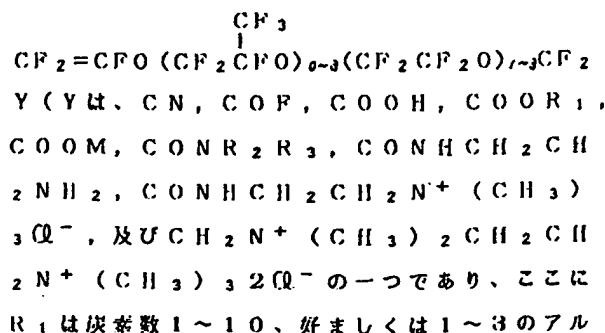 CF₃
|
CF₂=CFO(CF₂CFO)₀~₃(CF₂CF₂O)₁~₃CF₂
Y(Yは、CN,COF,COOH,COOR₁,
COOM,CONR₂R₃,CONHCH₂CH
₂NH₂,CONHCH₂CH₂N⁺(CH₃)
₃Cl⁻,及びCH₂N⁺(CH₃)₂CH₂CH
₂N⁺(CH₃)₃2Cl⁻の一つであり、ここに
R₁は炭素数1~10、好ましくは1~3のアル